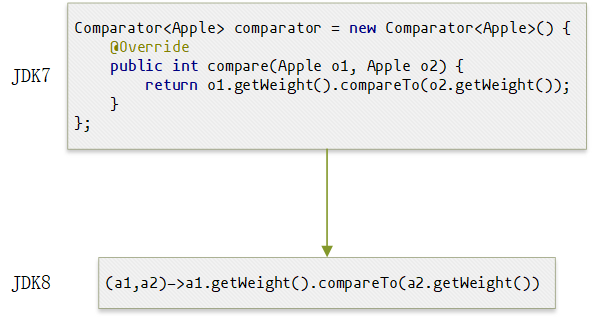 JDK7
Comparator<Apple> comparator = new Comparator<Apple>() {
    @Override
    public int compare(Apple o1, Apple o2) {
        return o1.getWeight().compareTo(o2.getWeight());
    }
};
JDK8
(a1,a2)->a1.getWeight().compareTo(a2.getWeight())